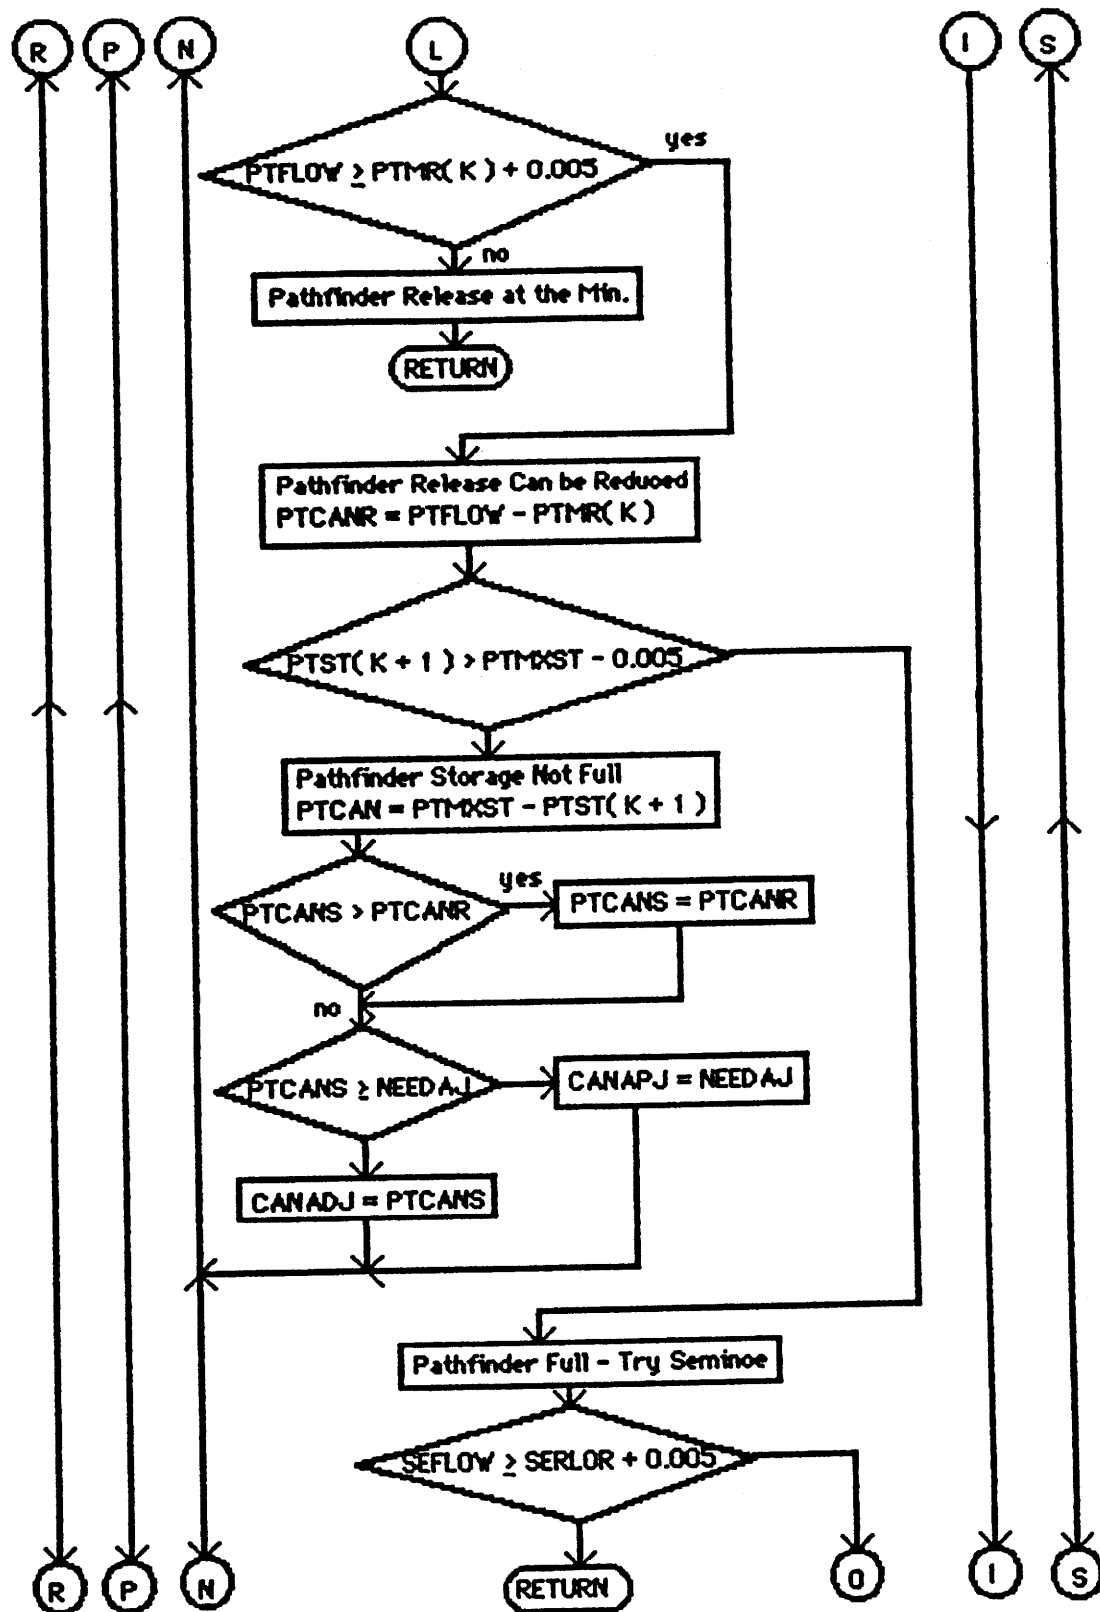 R P N L I S
yes
PTFLOW ≥ PTMR( K ) + 0.005
no
Pathfinder Release at the Min.
RETURN
Pathfinder Release Can be Reduced
PTCANR = PTFLOW - PTMR( K )
PTST( K + 1 ) > PTMXST - 0.005
Pathfinder Storage Not Full
PTCAN = PTMXST - PTST( K + 1 )
yes
PTCANS > PTCANR
PTCANS = PTCANR
no
PTCANS ≥ NEEDAJ
CANAPJ = NEEDAJ
CANADJ = PTCANS
Pathfinder Full - Try Seminoe
SEFLOW ≥ SERLOR + 0.005
R P N RETURN O I S